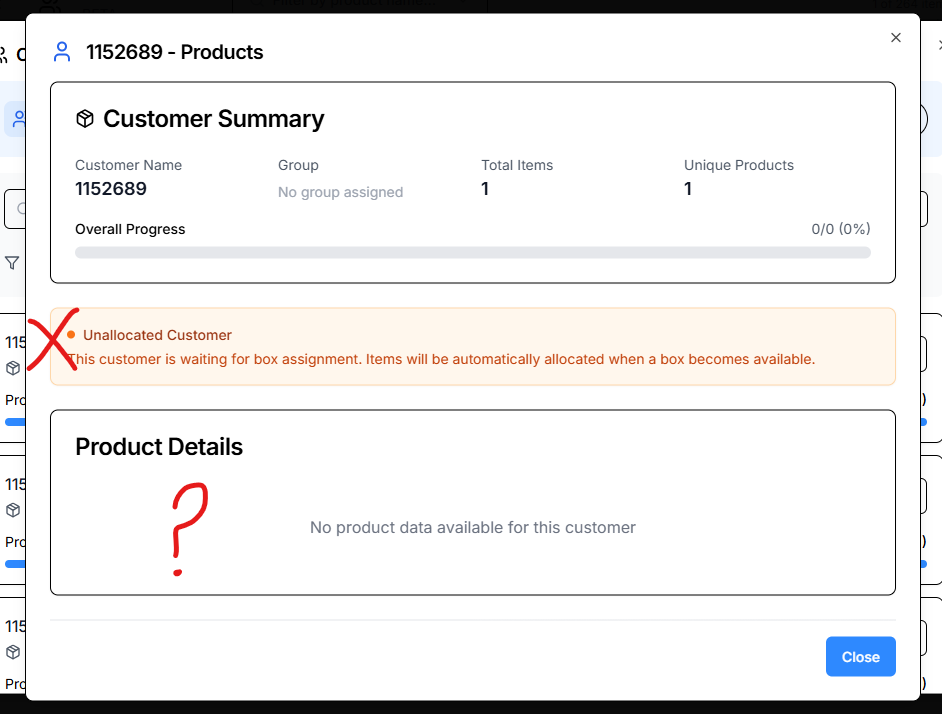 1152689 - Products
Customer Summary
Customer Name
Group
Total Items
Unique Products
1152689
No group assigned
1
1
Overall Progress
0/0 (0%)
Unallocated Customer
This customer is waiting for box assignment. Items will be automatically allocated when a box becomes available.
Product Details
?
No product data available for this customer
Close